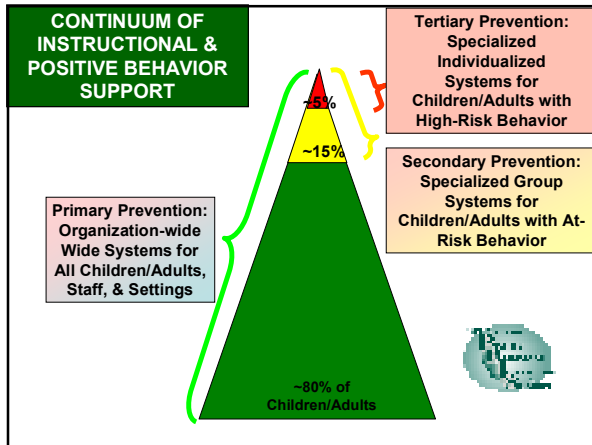 CONTINUUM OF
INSTRUCTIONAL &
POSITIVE BEHAVIOR
SUPPORT
Tertiary Prevention:
Specialized
Individualized
Systems for
Children/Adults with
High-Risk Behavior
~5%
~15%
Secondary Prevention:
Specialized Group
Systems for
Children/Adults with At-
Risk Behavior
Primary Prevention:
Organization-wide
Wide Systems for
All Children/Adults,
Staff, & Settings
~80% of
Children/Adults